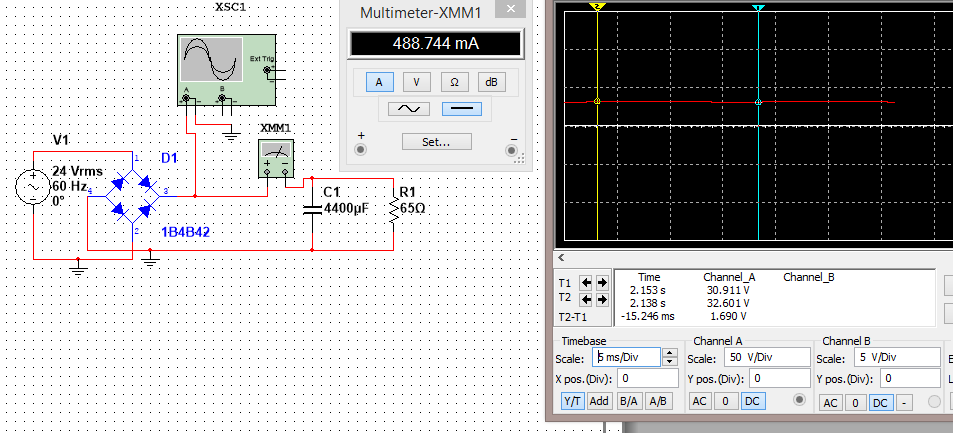 XSC1
Ext Trig
+
-
A
B
+ - + -
V1
24 Vrms
60 Hz
0°
D1
1
4
3
2
1B4B42
XMM1
+ -
C1
4400µF
R1
65Ω
Multimeter-XMM1
×
488.744 mA
A V Ω dB
+
-
Set...
2
1
<
T1
T2
T2-T1
Time Channel_A Channel_B
2.153 s 30.911 V
2.138 s 32.601 V
-15.246 ms 1.690 V
Timebase
Scale: 5 ms/Div
X pos.(Div): 0
Y/T Add B/A A/B
Channel A
Scale: 50 V/Div
Y pos.(Div): 0
AC 0 DC
Channel B
Scale: 5 V/Div
Y pos.(Div): 0
AC 0 DC -